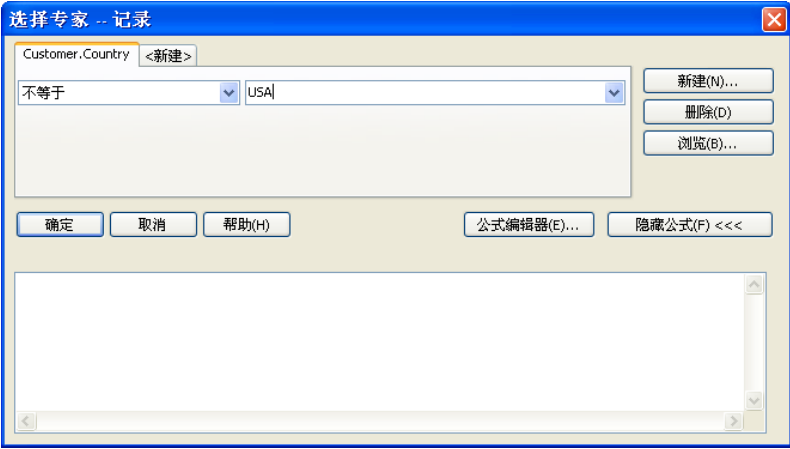 选择专家 -- 记录
Customer.Country <新建>
不等于 USA
新建(N)...
删除(D)
浏览(B)...
确定 取消 帮助(H) 公式编辑器(E)... 隐藏公式(F) <<<